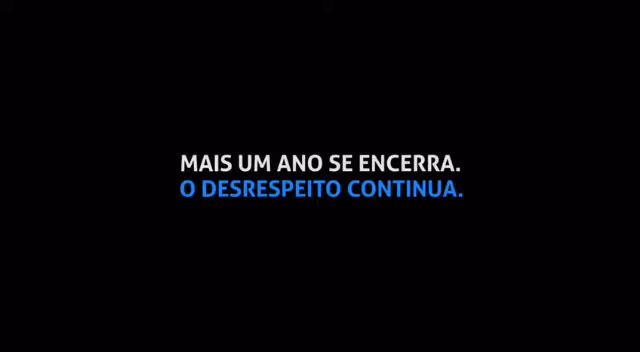 MAIS UM ANO SE ENCERRA.
O DESRESPEITO CONTINUA.